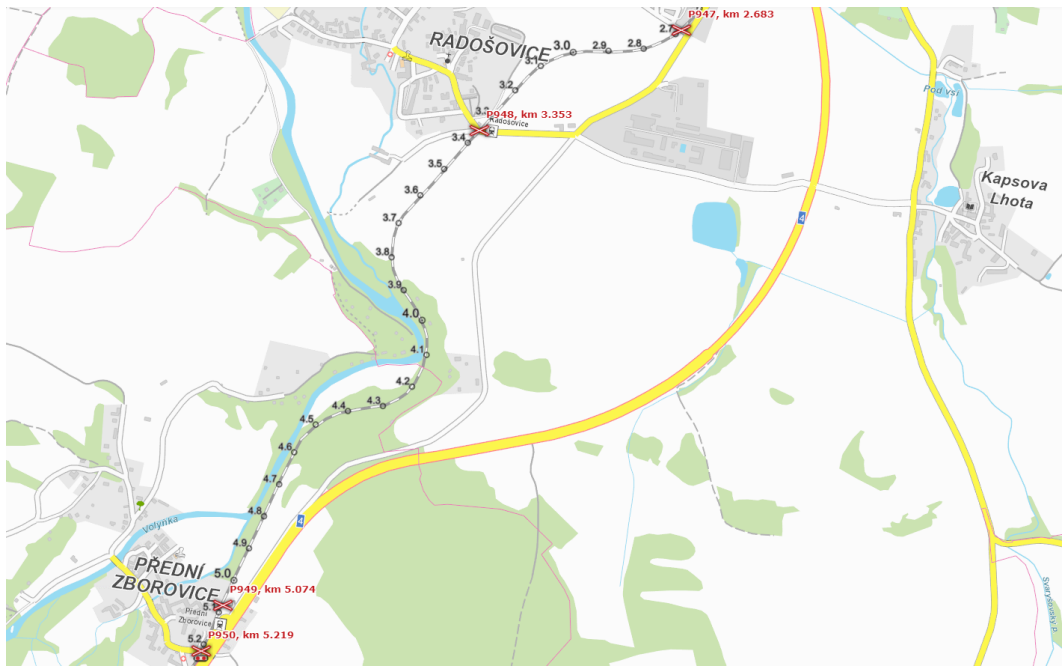 P947, km 2.683
2.7
2.8
2.9
3.0
3.1
RADOŠOVICE
3.2
3.3
P948, km 3.353
Radošovice
3.4
3.5
3.6
3.7
3.8
3.9
4.0
4.1
4.2
4.3
4.4
4.5
4.6
4.7
4.8
4.9
5.0
Pod vsí
Kapsova
Lhota
4
4
Volyňka
PŘEDNÍ
ZBOROVICE
P949, km 5.074
5.1
Přední
Zborovice
5.2
P950, km 5.219
Svaryšovský p.